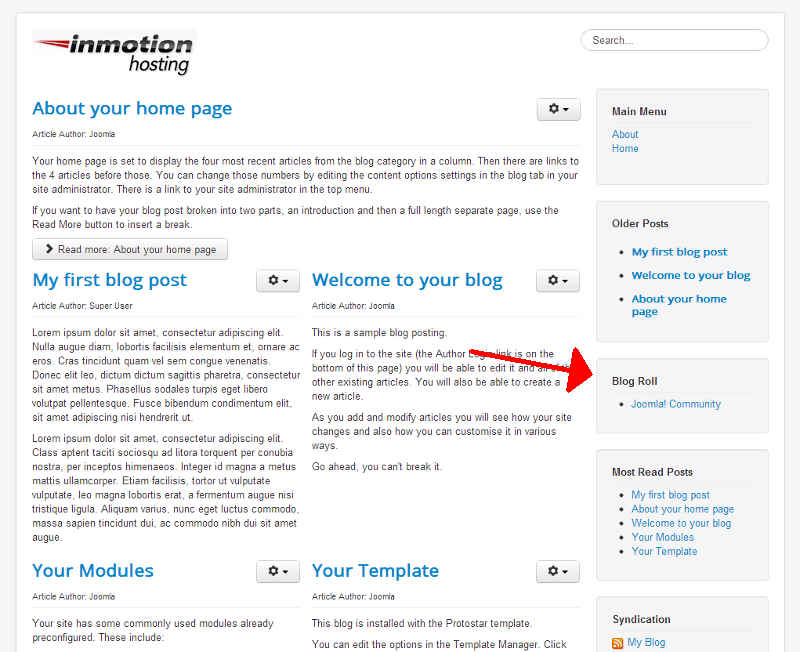 inmotion
hosting
Search...
About your home page
Article Author: Joomla
Your home page is set to display the four most recent articles from the blog category in a column. Then there are links to
the 4 articles before those. You can change those numbers by editing the content options settings in the blog tab in your
site administrator. There is a link to your site administrator in the top menu.
If you want to have your blog post broken into two parts, an introduction and then a full length separate page, use the
Read More button to insert a break.
Read more: About your home page
My first blog post
Article Author: Super User
Lorem ipsum dolor sit amet, consectetur adipiscing elit.
Nulla augue diam, lobortis facilisis elementum et, ornare ac
eros. Cras tincidunt quam vel sem congue venenatis.
Donec elit leo, dictum dictum sagittis pharetra, consectetur
sit amet metus. Phasellus sodales turpis eget libero
volutpat pellentesque. Fusce bibendum condimentum elit,
sit amet adipiscing nisi hendrerit ut.
Lorem ipsum dolor sit amet, consectetur adipiscing elit.
Class aptent taciti sociosqu ad litora torquent per conubia
nostra, per inceptos himenaeos. Integer id magna a metus
mattis ullamcorper. Etiam facilisis, tortor ut vulputate
vulputate, leo magna lobortis erat, a fermentum augue nisi
tristique ligula. Aliquam varius, nunc eget luctus commodo,
massa sapien tincidunt dui, ac commodo nibh dui sit amet
augue.
Welcome to your blog
Article Author: Joomla
This is a sample blog posting.
If you log in to the site (the Author Login link is on the
bottom of this page) you will be able to edit it and all of the
other existing articles. You will also be able to create a
new article.
As you add and modify articles you will see how your site
changes and also how you can customise it in various
ways.
Go ahead, you can't break it.
Your Modules
Article Author: Joomla
Your site has some commonly used modules already
preconfigured. These include:
Your Template
Article Author: Joomla
This blog is installed with the Protostar template.
You can edit the options in the Template Manager. Click
Main Menu
About
Home
Older Posts
My first blog post
Welcome to your blog
About your home
page
Blog Roll
Joomla! Community
Most Read Posts
My first blog post
About your home page
Welcome to your blog
Your Modules
Your Template
Syndication
My Blog